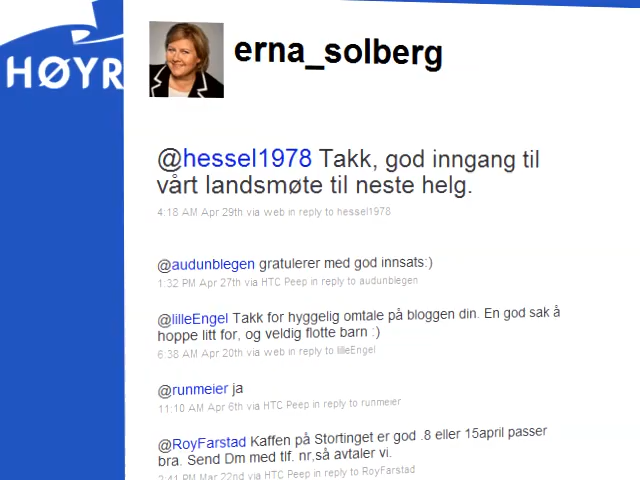 HØYR
erna_solberg
@hessel1978 Takk, god inngang til
vårt landsmøte til neste helg.
4:18 AM Apr 29th via web in reply to hessel1978
@audunblegen gratulerer med god innsats:)
1:32 PM Apr 27th via HTC Peep in reply to audunblegen
@lilleEngel Takk for hyggelig omtale på bloggen din. En god sak å
hoppe litt for, og veldig flotte barn :)
6:38 AM Apr 20th via web in reply to lilleEngel
@runmeier ja
11:10 AM Apr 6th via HTC Peep in reply to runmeier
@RoyFarstad Kaffen på Stortinget er god .8 eller 15april passer
bra. Send Dm med tlf. nr,så avtaler vi.
2:41 PM Mar 22nd via HTC Peep in reply to RoyFarstad